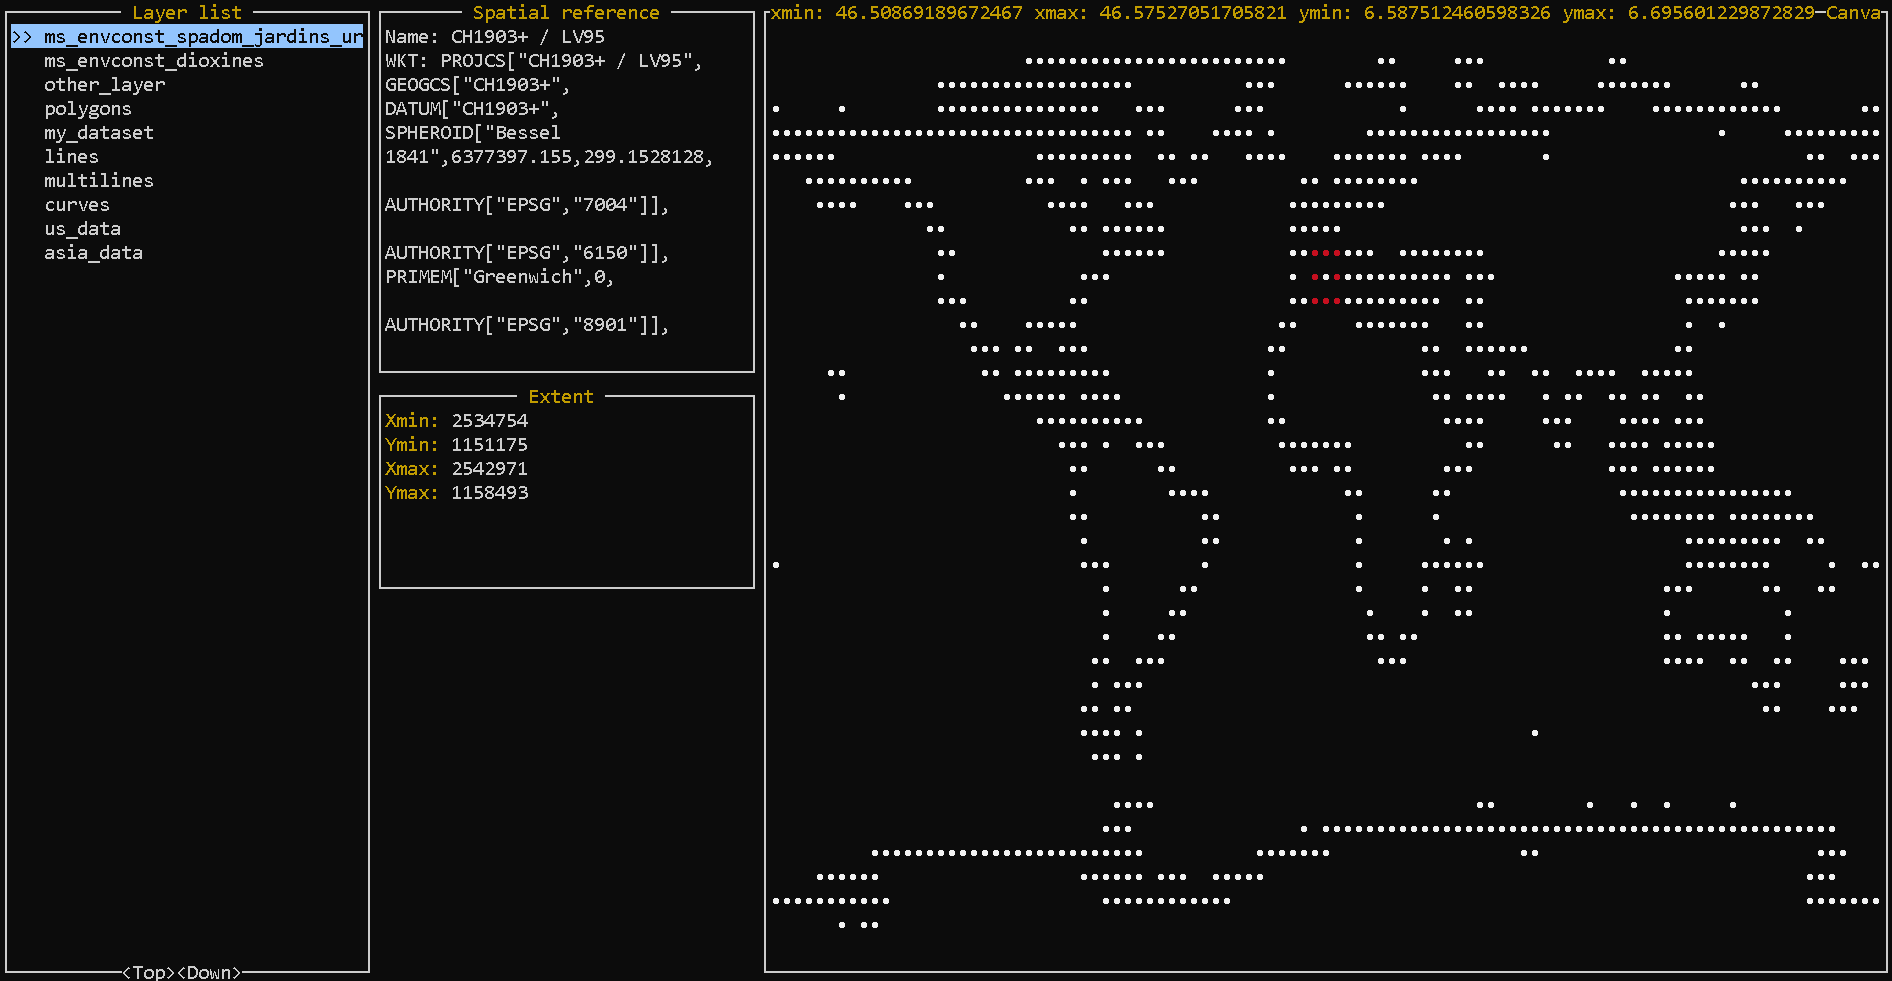 Layer list
>> ms_envconst_spadom_jardins_ur
ms_envconst_dioxines
other_layer
polygons
my_dataset
lines
multilines
curves
us_data
asia_data
<Top><Down>
Spatial reference
Name: CH1903+ / LV95
WKT: PROJCS["CH1903+ / LV95",
GEOGCS["CH1903+",
DATUM["CH1903+",
SPHEROID["Bessel
1841",6377397.155,299.1528128,
AUTHORITY["EPSG","7004"]],
AUTHORITY["EPSG","6150"]],
PRIMEM["Greenwich",0,
AUTHORITY["EPSG","8901"]],
Extent
Xmin: 2534754
Ymin: 1151175
Xmax: 2542971
Ymax: 1158493
xmin: 46.50869189672467 xmax: 46.57527051705821 ymin: 6.587512460598326 ymax: 6.695601229872829─Canva